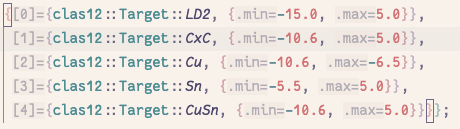 {[0]={clas12::Target::LD2, {.min=-15.0, .max=5.0}},
[1]={clas12::Target::CxC, {.min=-10.6, .max=5.0}},
[2]={clas12::Target::Cu, {.min=-10.6, .max=-6.5}},
[3]={clas12::Target::Sn, {.min=-5.5, .max=5.0}},
[4]={clas12::Target::CuSn, {.min=-10.6, .max=5.0}}}};